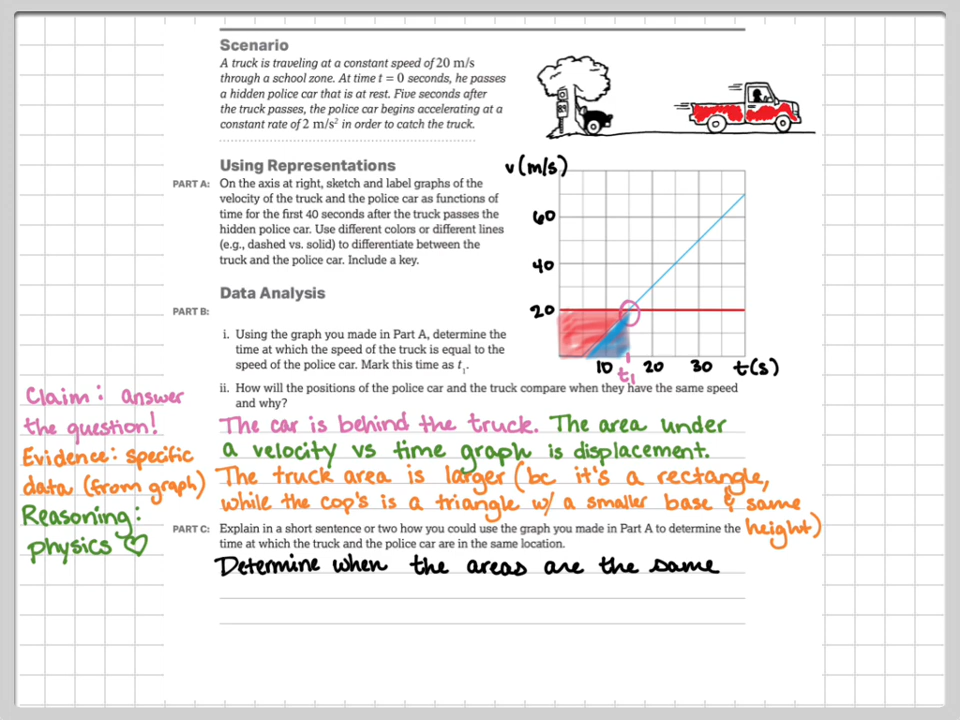 Scenario
A truck is traveling at a constant speed of 20 m/s
through a school zone. At time t = 0 seconds, he passes
a hidden police car that is at rest. Five seconds after
the truck passes, the police car begins accelerating at a
constant rate of 2 m/s² in order to catch the truck.
Using Representations
PART A: On the axis at right, sketch and label graphs of the
velocity of the truck and the police car as functions of
time for the first 40 seconds after the truck passes the
hidden police car. Use different colors or different lines
(e.g., dashed vs. solid) to differentiate between the
truck and the police car. Include a key.
v (m/s)
60
40
20
10 20 30 t(s)
t₁
Data Analysis
PART B:
i. Using the graph you made in Part A, determine the
time at which the speed of the truck is equal to the
speed of the police car. Mark this time as t₁.
ii. How will the positions of the police car and the truck compare when they have the same speed
and why?
Claim: answer
the question!
Evidence: specific
data (from graph)
Reasoning:
physics ♡
The car is behind the truck. The area under
a velocity vs time graph is displacement.
The truck area is larger (bc it's a rectangle,
while the cop's is a triangle w/ a smaller base & same
height)
PART C: Explain in a short sentence or two how you could use the graph you made in Part A to determine the
time at which the truck and the police car are in the same location.
Determine when the areas are the same